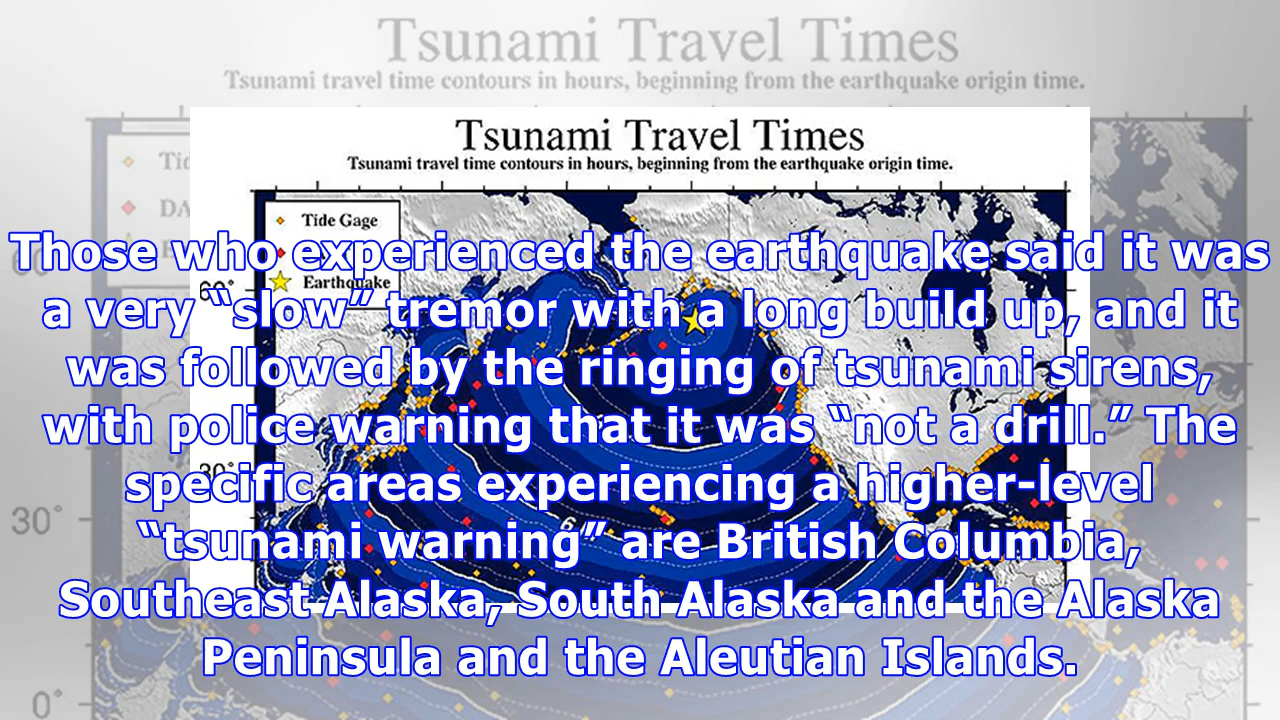 Tsunami Travel Times
Tsunami travel time contours in hours, beginning from the earthquake origin time.
Tsunami Travel Times
Tsunami travel time contours in hours, beginning from the earthquake origin time.
Tide Gage
Earthquake
60°
30°
30°
0°
6
Those who experienced the earthquake said it was
a very “slow” tremor with a long build up, and it
was followed by the ringing of tsunami sirens,
with police warning that it was “not a drill.” The
specific areas experiencing a higher-level
“tsunami warning” are British Columbia,
Southeast Alaska, South Alaska and the Alaska
Peninsula and the Aleutian Islands.